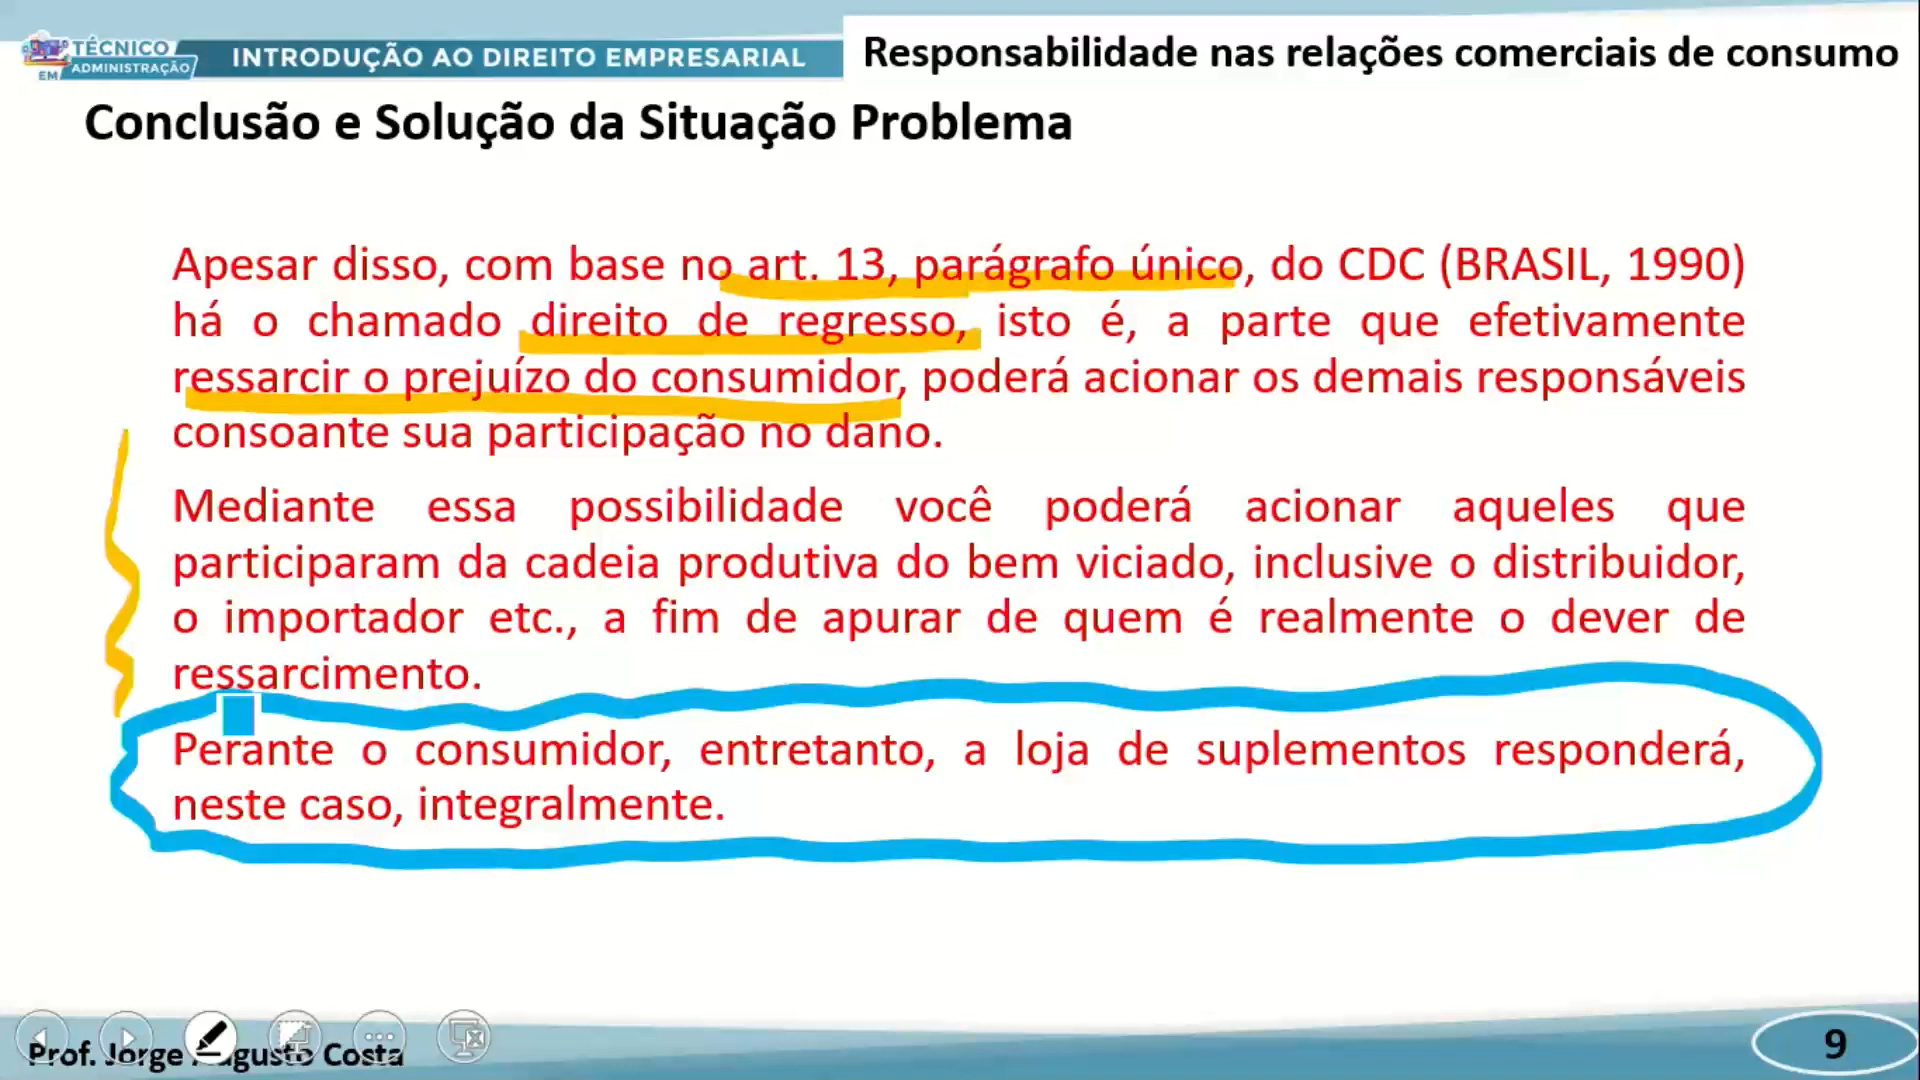 TÉCNICO
EM ADMINISTRAÇÃO
INTRODUÇÃO AO DIREITO EMPRESARIAL
Responsabilidade nas relações comerciais de consumo
Conclusão e Solução da Situação Problema
Apesar disso, com base no art. 13, parágrafo único, do CDC (BRASIL, 1990)
há o chamado direito de regresso, isto é, a parte que efetivamente
ressarcir o prejuízo do consumidor, poderá acionar os demais responsáveis
consoante sua participação no dano.
Mediante essa possibilidade você poderá acionar aqueles que
participaram da cadeia produtiva do bem viciado, inclusive o distribuidor,
o importador etc., a fim de apurar de quem é realmente o dever de
ressarcimento.
Perante o consumidor, entretanto, a loja de suplementos responderá,
neste caso, integralmente.
Prof. Jorge Augusto Costa
9